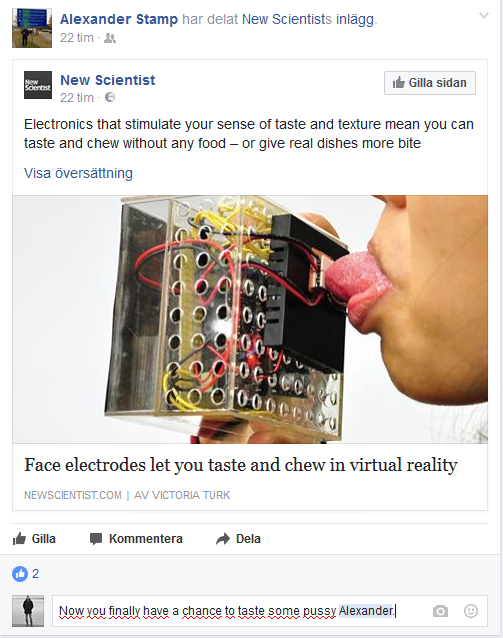 Alexander Stamp har delat New Scientists inlägg.
22 tim ·
New Scientist
New Scientist
22 tim ·
Gilla sidan
Electronics that stimulate your sense of taste and texture mean you can
taste and chew without any food – or give real dishes more bite
Visa översättning
Face electrodes let you taste and chew in virtual reality
NEWSCIENTIST.COM | AV VICTORIA TURK
Gilla Kommentera Dela
2
Now you finally have a chance to taste some pussy Alexander.